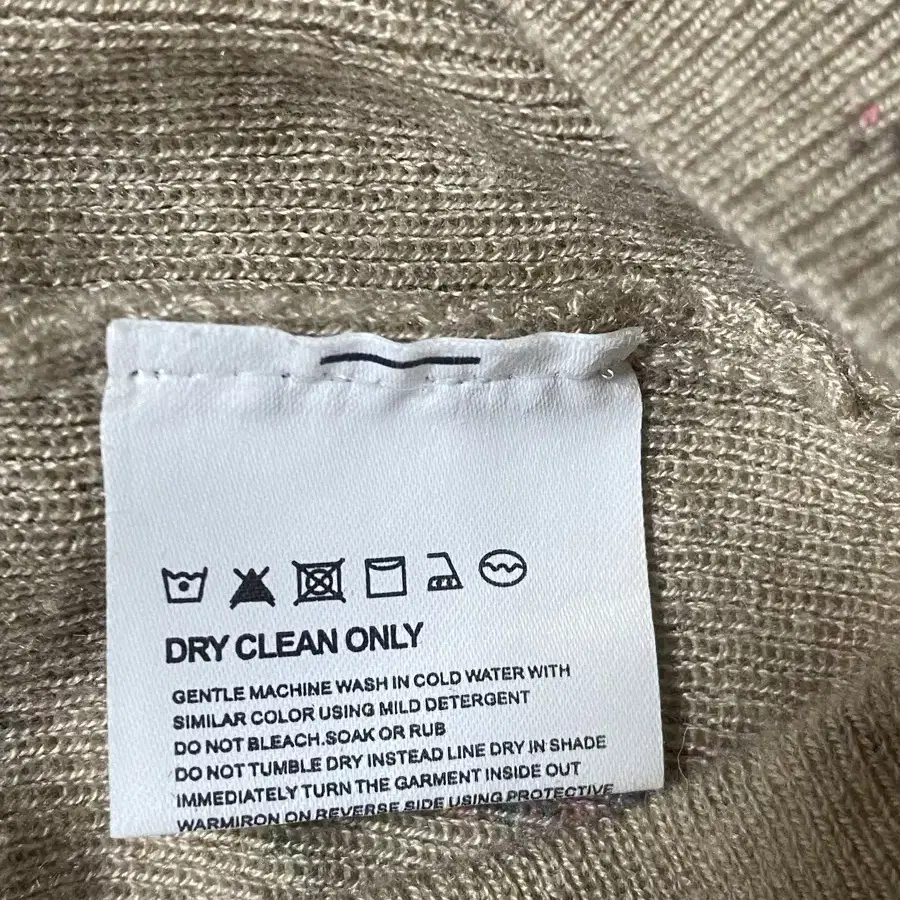 DRY CLEAN ONLY
GENTLE MACHINE WASH IN COLD WATER WITH
SIMILAR COLOR USING MILD DETERGENT
DO NOT BLEACH.SOAK OR RUB
DO NOT TUMBLE DRY INSTEAD LINE DRY IN SHADE
IMMEDIATELY TURN THE GARMENT INSIDE OUT
WARMIRON ON REVERSE SIDE USING PROTECTIVE